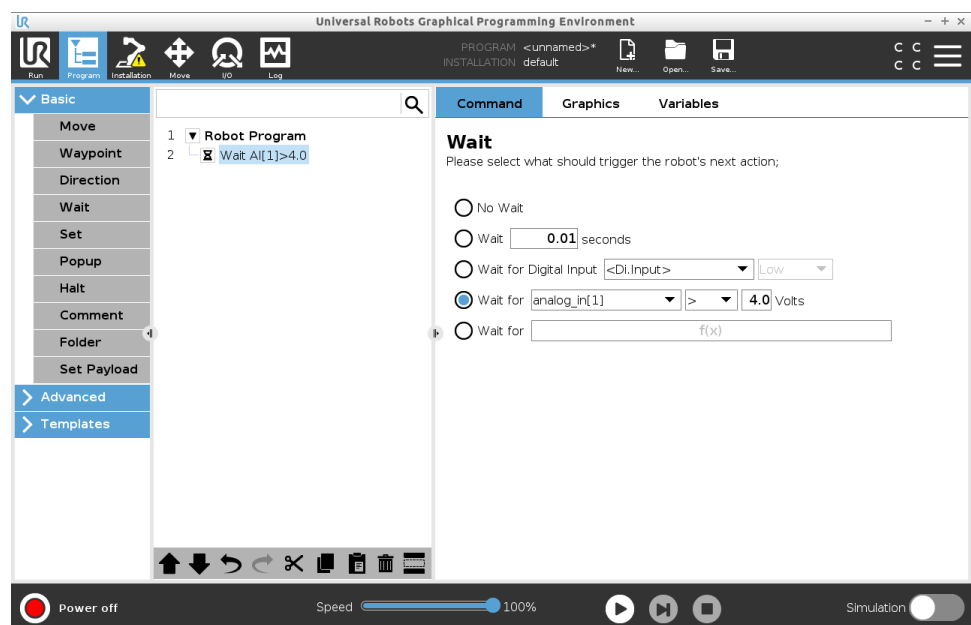 UR
Universal Robots Graphical Programming Environment
UR
PROGRAM <unnamed>*
INSTALLATION default
Run Program Installation Move I/O Log New... Open... Save...
C C
C C
Basic
Move
Waypoint
Direction
Wait
Set
Popup
Halt
Comment
Folder
Set Payload
Advanced
Templates
1 Robot Program
2 Wait AI[1]>4.0
Command Graphics Variables
Wait
Please select what should trigger the robot's next action;
No Wait
Wait 0.01 seconds
Wait for Digital Input <Di.Input> Low
Wait for analog_in[1] > 4.0 Volts
Wait for f(x)
Power off Speed 100% Simulation